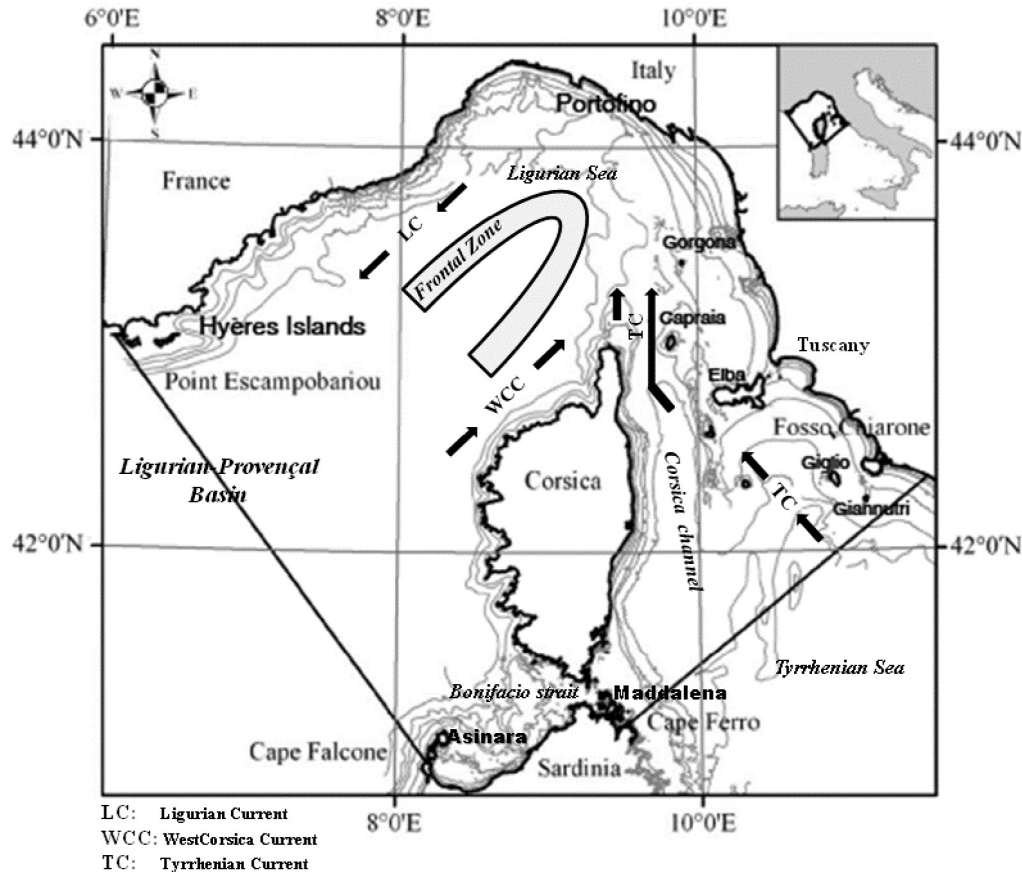 6°0'E 8°0'E 10°0'E
N
W E
S
Italy
Portofino
44°0'N 44°0'N
France
Ligurian Sea
LC
Frontal Zone
Gorgona
Hyères Islands
TC
Capraia
Tuscany
Point Escampobariou
Elba
WCC
Fosso Chiarone
Ligurian-Provençal
Basin
Corsica
Corsica channel
Giglio
TC
Giannutri
42°0'N 42°0'N
Tyrrhenian Sea
Bonifacio strait
Maddalena
Cape Ferro
Asinara
Cape Falcone
Sardinia
8°0'E 10°0'E
LC: Ligurian Current
WCC: WestCorsica Current
TC: Tyrrhenian Current